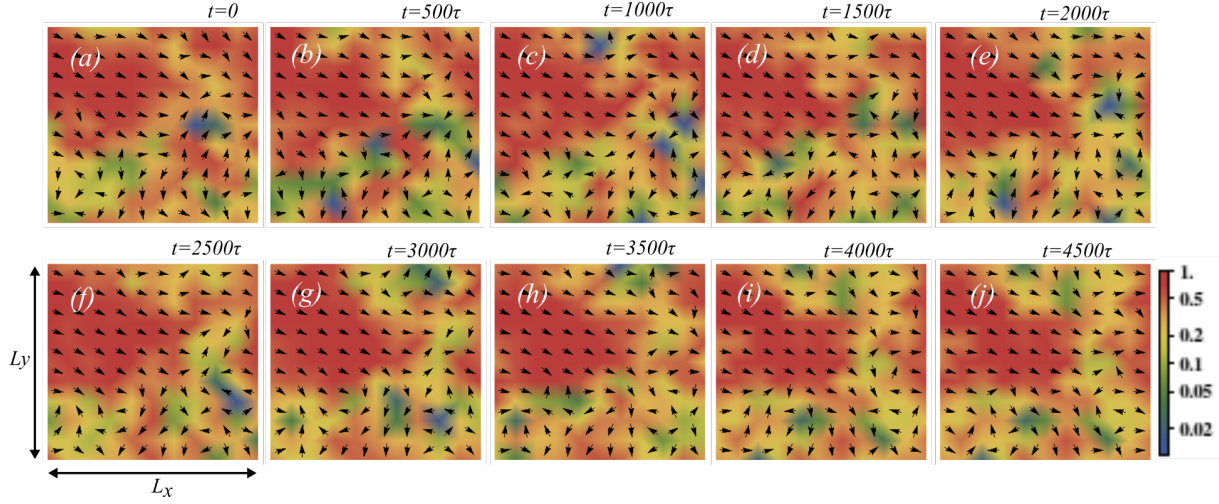 t=0
t=500τ
t=1000τ
t=1500τ
t=2000τ
(a)
(b)
(c)
(d)
(e)
t=2500τ
t=3000τ
t=3500τ
t=4000τ
t=4500τ
(f)
(g)
(h)
(i)
(j)
Ly
Lx
1.
0.5
0.2
0.1
0.05
0.02